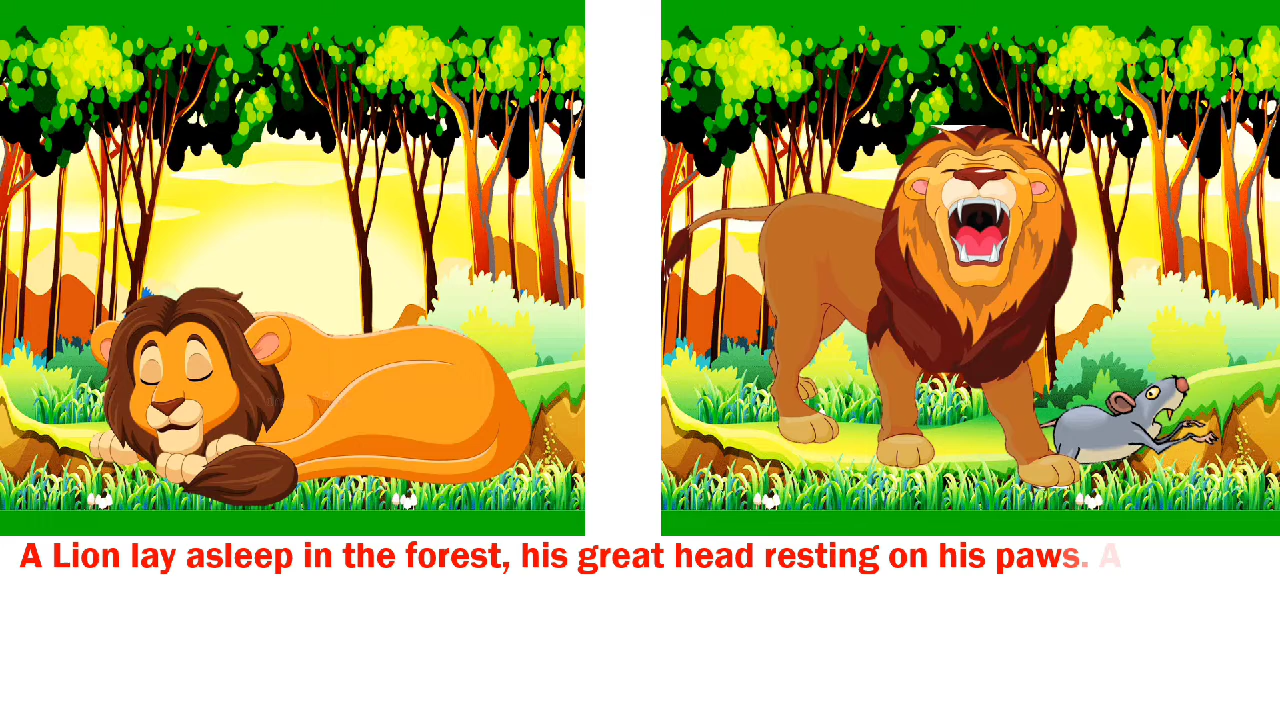 A Lion lay asleep in the forest, his great head resting on his paws. A